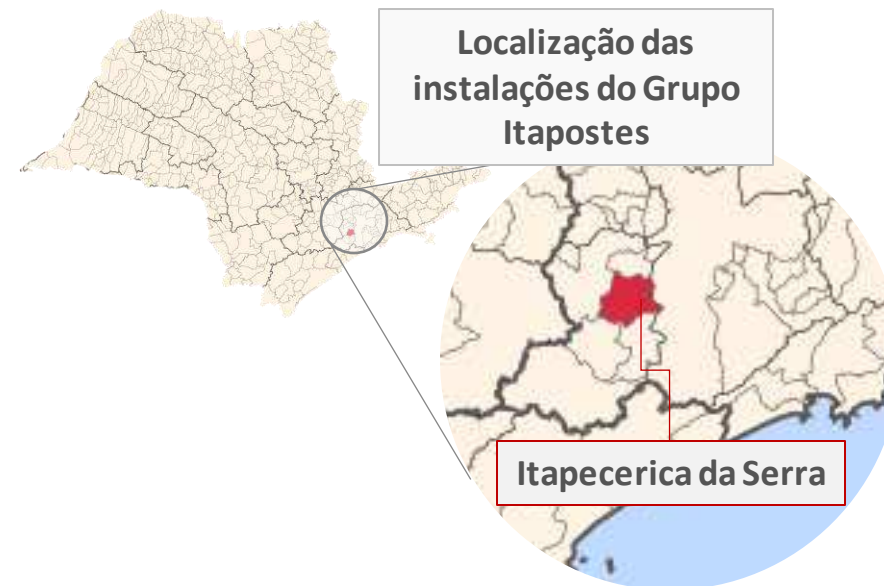 Localização das
instalações do Grupo
Itapostes
Itapecerica da Serra